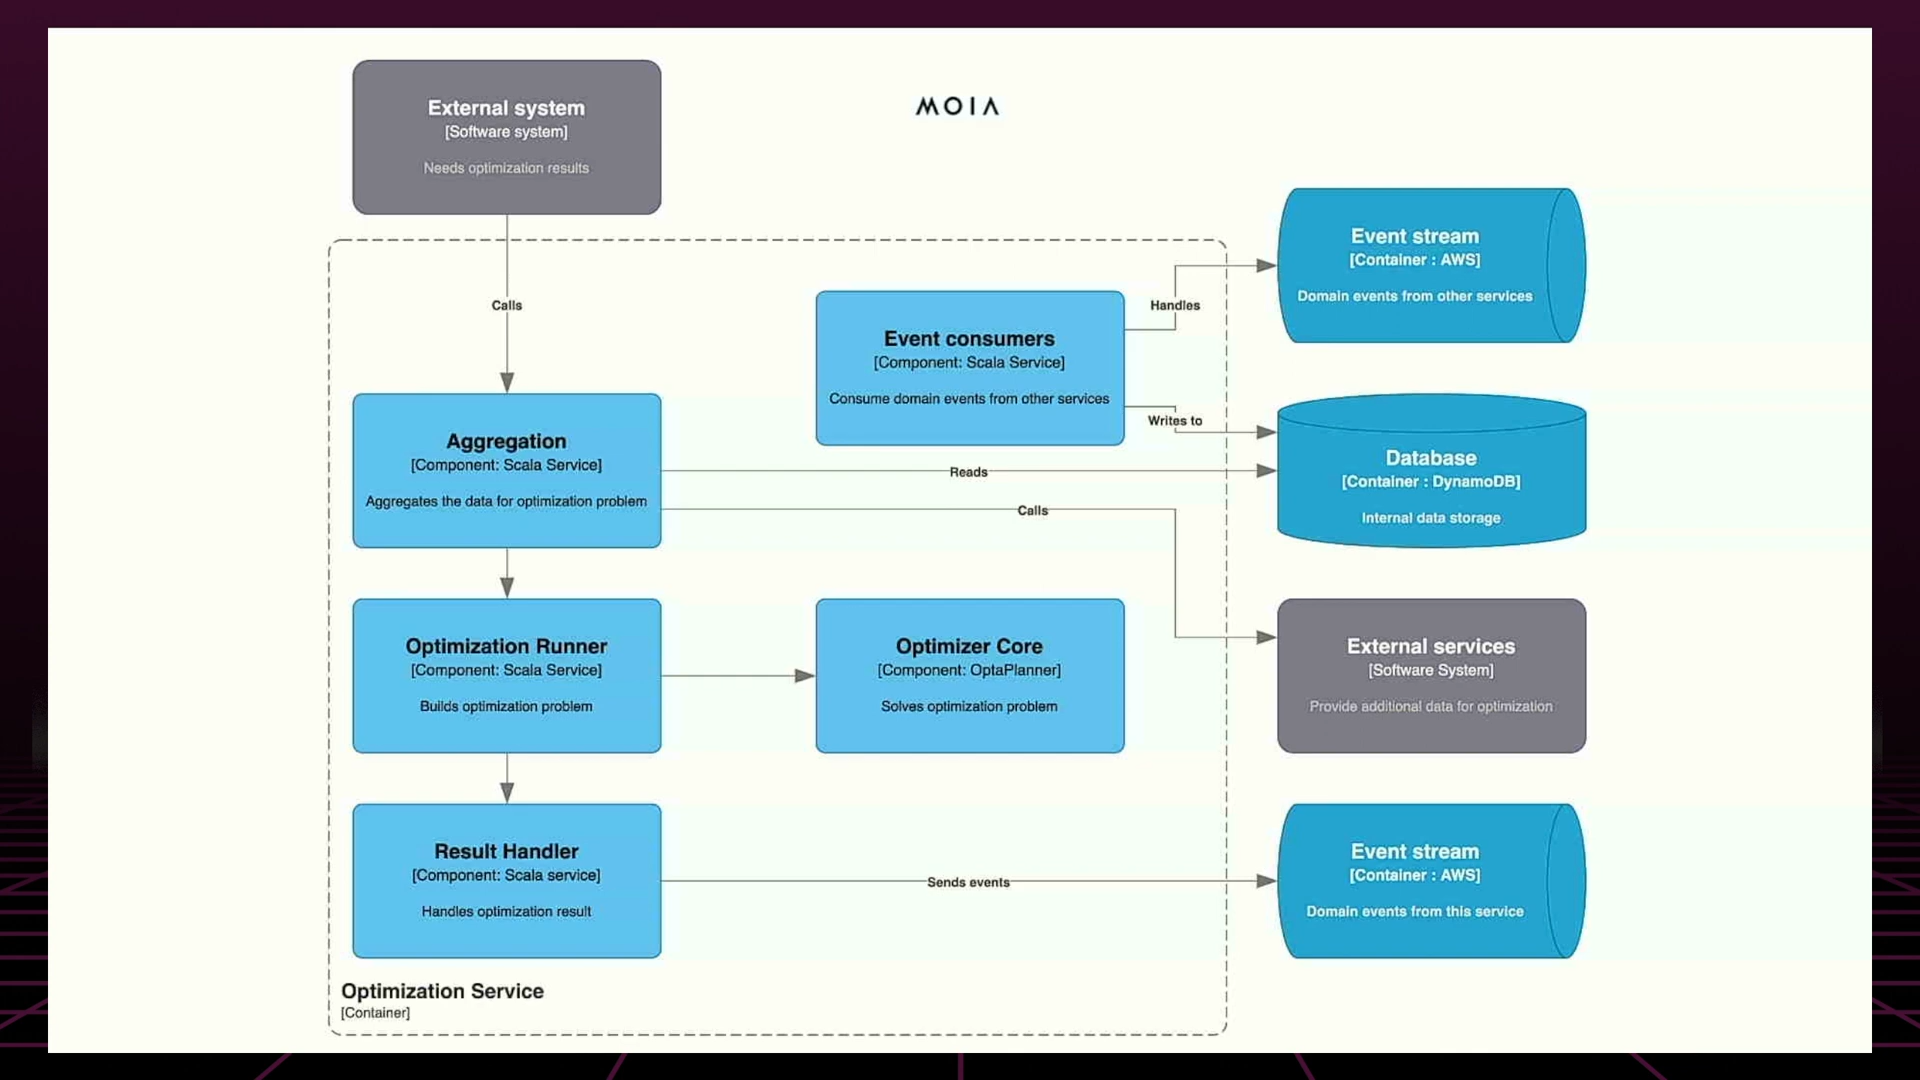 External system
[Software system]
Needs optimization results
MOIA
Event stream
[Container : AWS]
Domain events from other services
Calls
Handles
Event consumers
[Component: Scala Service]
Consume domain events from other services
Writes to
Aggregation
[Component: Scala Service]
Aggregates the data for optimization problem
Reads
Database
[Container : DynamoDB]
Internal data storage
Calls
Optimization Runner
[Component: Scala Service]
Builds optimization problem
Optimizer Core
[Component: OptaPlanner]
Solves optimization problem
External services
[Software System]
Provide additional data for optimization
Result Handler
[Component: Scala service]
Handles optimization result
Sends events
Event stream
[Container : AWS]
Domain events from this service
Optimization Service
[Container]